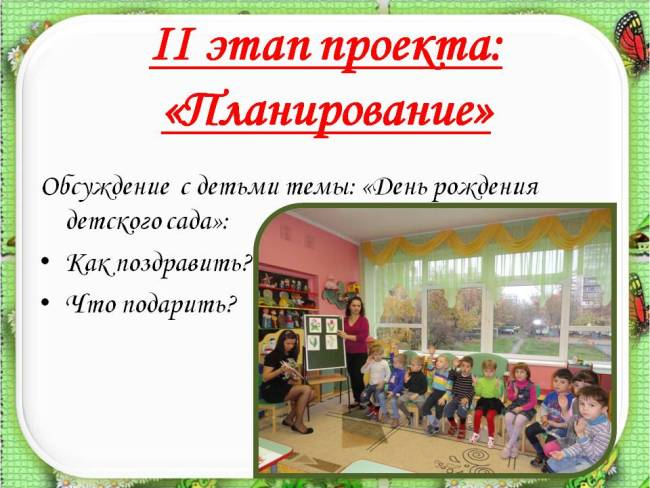 II этап проекта:
«Планирование»
Обсуждение с детьми темы: «День рождения
детского сада»:
• Как поздравить?
• Что подарить?